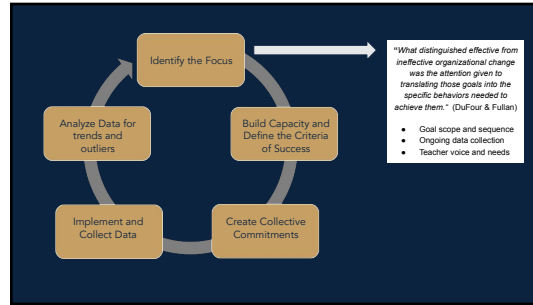 Identify the Focus
“What distinguished effective from
ineffective organizational change
was the attention given to
translating those goals into the
specific behaviors needed to
achieve them.” (DuFour & Fullan)
● Goal scope and sequence
● Ongoing data collection
● Teacher voice and needs
Build Capacity and
Define the Criteria
of Success
Create Collective
Commitments
Implement and
Collect Data
Analyze Data for
trends and
outliers